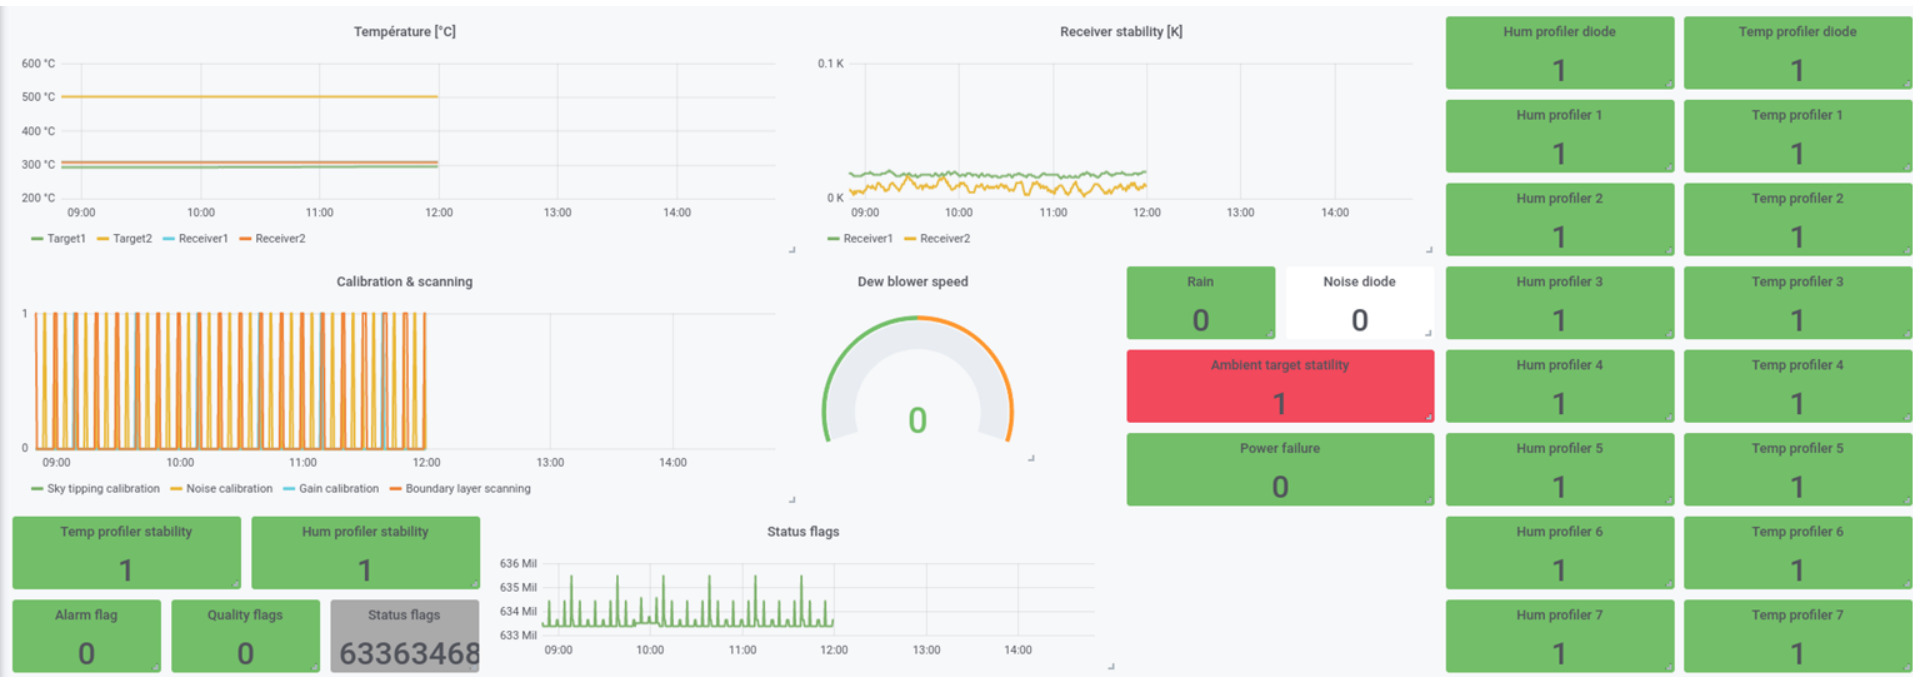 Température [°C]
600 °C
500 °C
400 °C
300 °C
200 °C
09:00 10:00 11:00 12:00 13:00 14:00
Target1 Target2 Receiver1 Receiver2
Receiver stability [K]
0.1 K
0 K
09:00 10:00 11:00 12:00 13:00 14:00
Receiver1 Receiver2
Hum profiler diode
1
Temp profiler diode
1
Hum profiler 1
1
Temp profiler 1
1
Hum profiler 2
1
Temp profiler 2
1
Calibration & scanning
1
0
09:00 10:00 11:00 12:00 13:00 14:00
Sky tipping calibration Noise calibration Gain calibration Boundary layer scanning
Dew blower speed
0
Rain
0
Noise diode
0
Ambient target statility
1
Power failure
0
Hum profiler 3
1
Temp profiler 3
1
Hum profiler 4
1
Temp profiler 4
1
Hum profiler 5
1
Temp profiler 5
1
Temp profiler stability
1
Hum profiler stability
1
Alarm flag
0
Quality flags
0
Status flags
63363468
Status flags
636 Mil
635 Mil
634 Mil
633 Mil
09:00 10:00 11:00 12:00 13:00 14:00
Hum profiler 6
1
Temp profiler 6
1
Hum profiler 7
1
Temp profiler 7
1